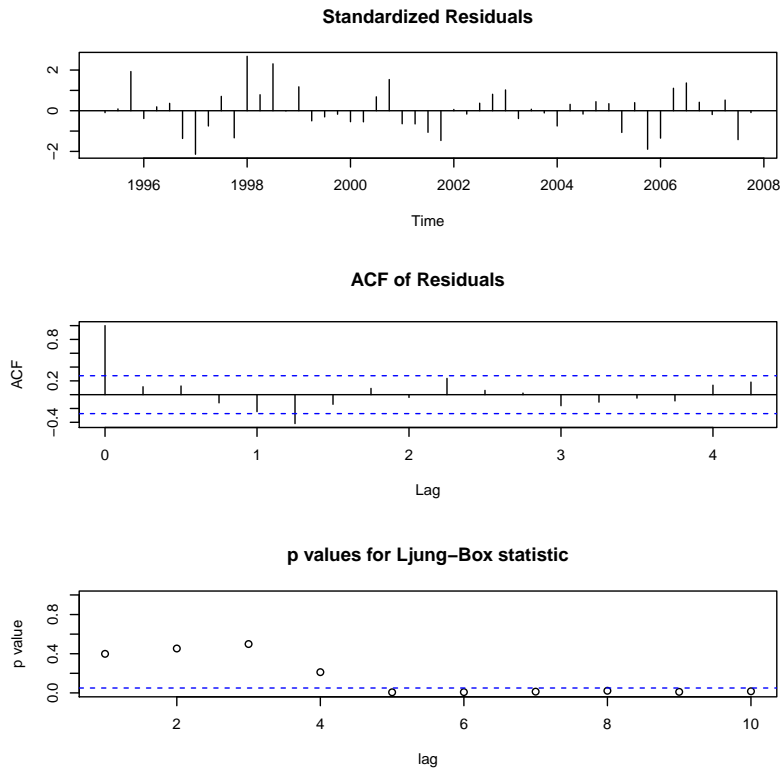 Standardized Residuals
2
0
−2
1996 1998 2000 2002 2004 2006 2008
Time
ACF of Residuals
ACF
0.8
0.2
−0.4
0 1 2 3 4
Lag
p values for Ljung−Box statistic
p value
0.8
0.4
0.0
2 4 6 8 10
lag